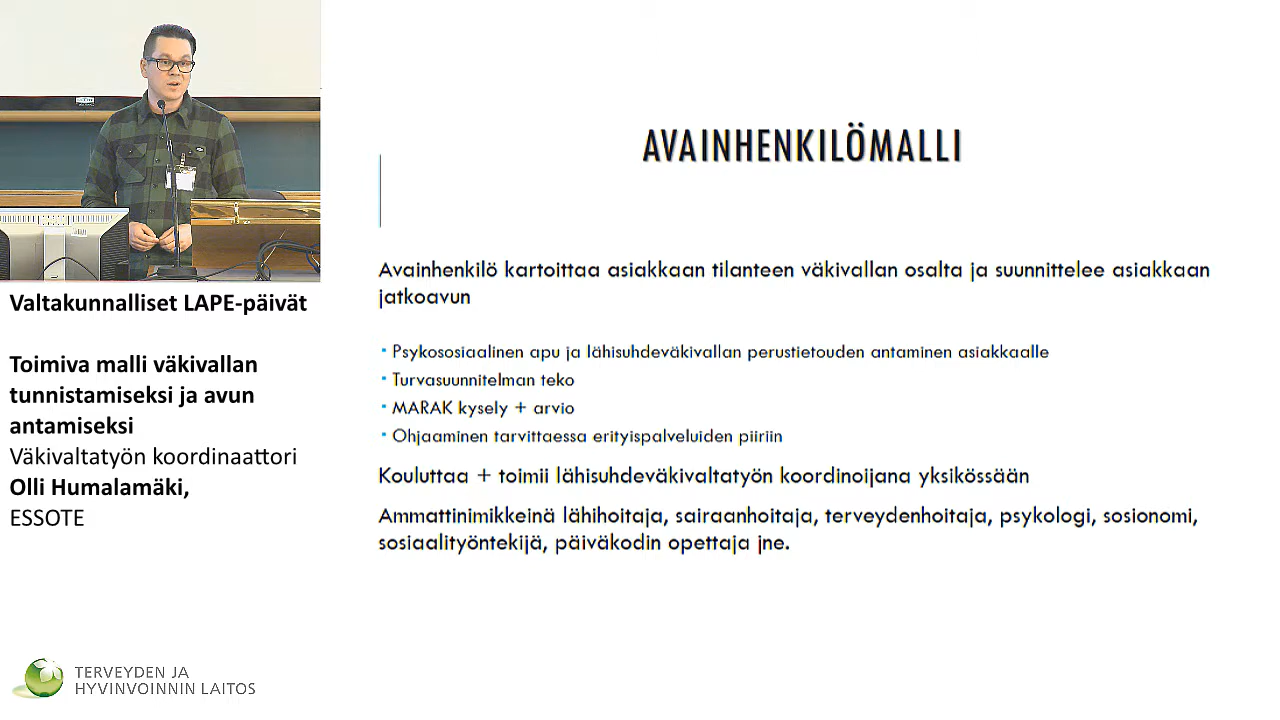 Valtakunnalliset LAPE-päivät
Toimiva malli väkivallan
tunnistamiseksi ja avun
antamiseksi
Väkivaltatyön koordinaattori
Olli Humalamäki,
ESSOTE
TERVEYDEN JA
HYVINVOINNIN LAITOS
AVAINHENKILÖMALLI
Avainhenkilö kartoittaa asiakkaan tilanteen väkivallan osalta ja suunnittelee asiakkaan
jatkoavun
Psykososiaalinen apu ja lähisuhdeväkivallan perustietouden antaminen asiakkaalle
Turvasuunnitelman teko
MARAK kysely + arvio
Ohjaaminen tarvittaessa erityispalveluiden piiriin
Kouluttaa + toimii lähisuhdeväkivaltatyön koordinoijana yksikössään
Ammattinimikkeinä lähihoitaja, sairaanhoitaja, terveydenhoitaja, psykologi, sosionomi,
sosiaalityöntekijä, päiväkodin opettaja jne.